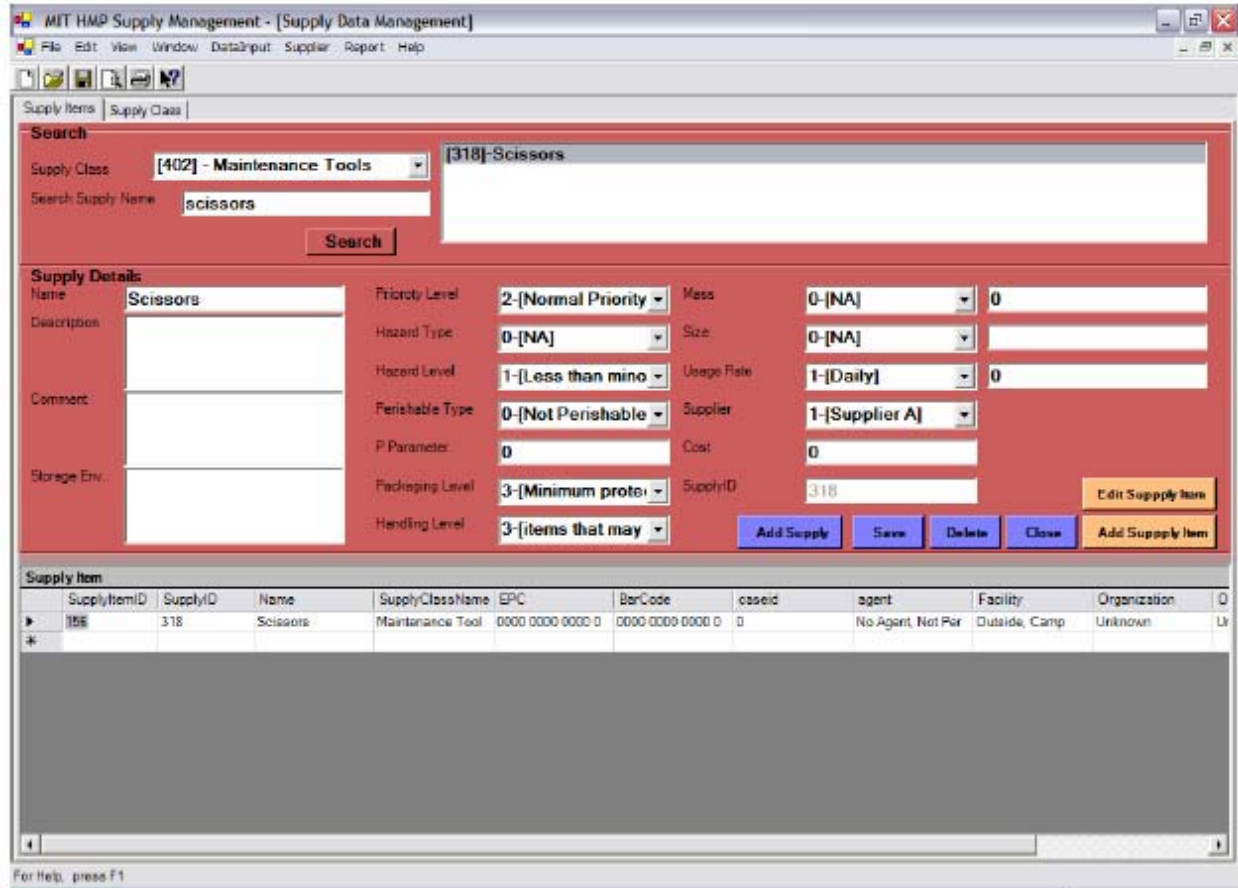 MIT HMP Supply Management - [Supply Data Management]
File Edit View Window DataInput Supplier Report Help
Supply Items Supply Class
Search
Supply Class [402] - Maintenance Tools [318]-Scissors
Search Supply Name scissors
Search
Supply Details
Name Scissors Prioroty Level 2-[Normal Priority Mass 0-[NA] 0
Description Hazard Type 0-[NA] Size 0-[NA]
Hazard Level 1-[Less than mino Usage Rate 1-[Daily] 0
Comment Perishable Type 0-[Not Perishable Supplier 1-[Supplier A]
P Parameter 0 Cost 0
Storage Env.. Packaging Level 3-[Minimum prote SupplyID 318 Edit Suppply Item
Handling Level 3-[items that may Add Supply Save Delete Close Add Suppply Item
Supply Item
SupplyItemID SupplyID Name SupplyClassName EPC BarCode caseid agent Facility Organization O
156 318 Scissors Maintenance Tool 0000 0000 0000 0 0000 0000 0000 0 0 No Agent, Not Per Outside, Camp Unknown Ur
For Help, press F1